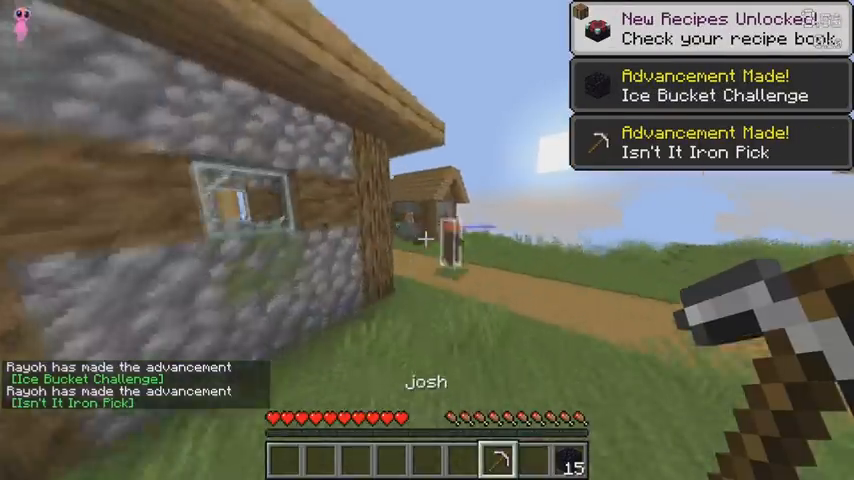 New Recipes Unlocked!
Check your recipe book
Advancement Made!
Ice Bucket Challenge
Advancement Made!
Isn't It Iron Pick
Rayoh has made the advancement
[Ice Bucket Challenge]
Rayoh has made the advancement
[Isn't It Iron Pick]
josh
15